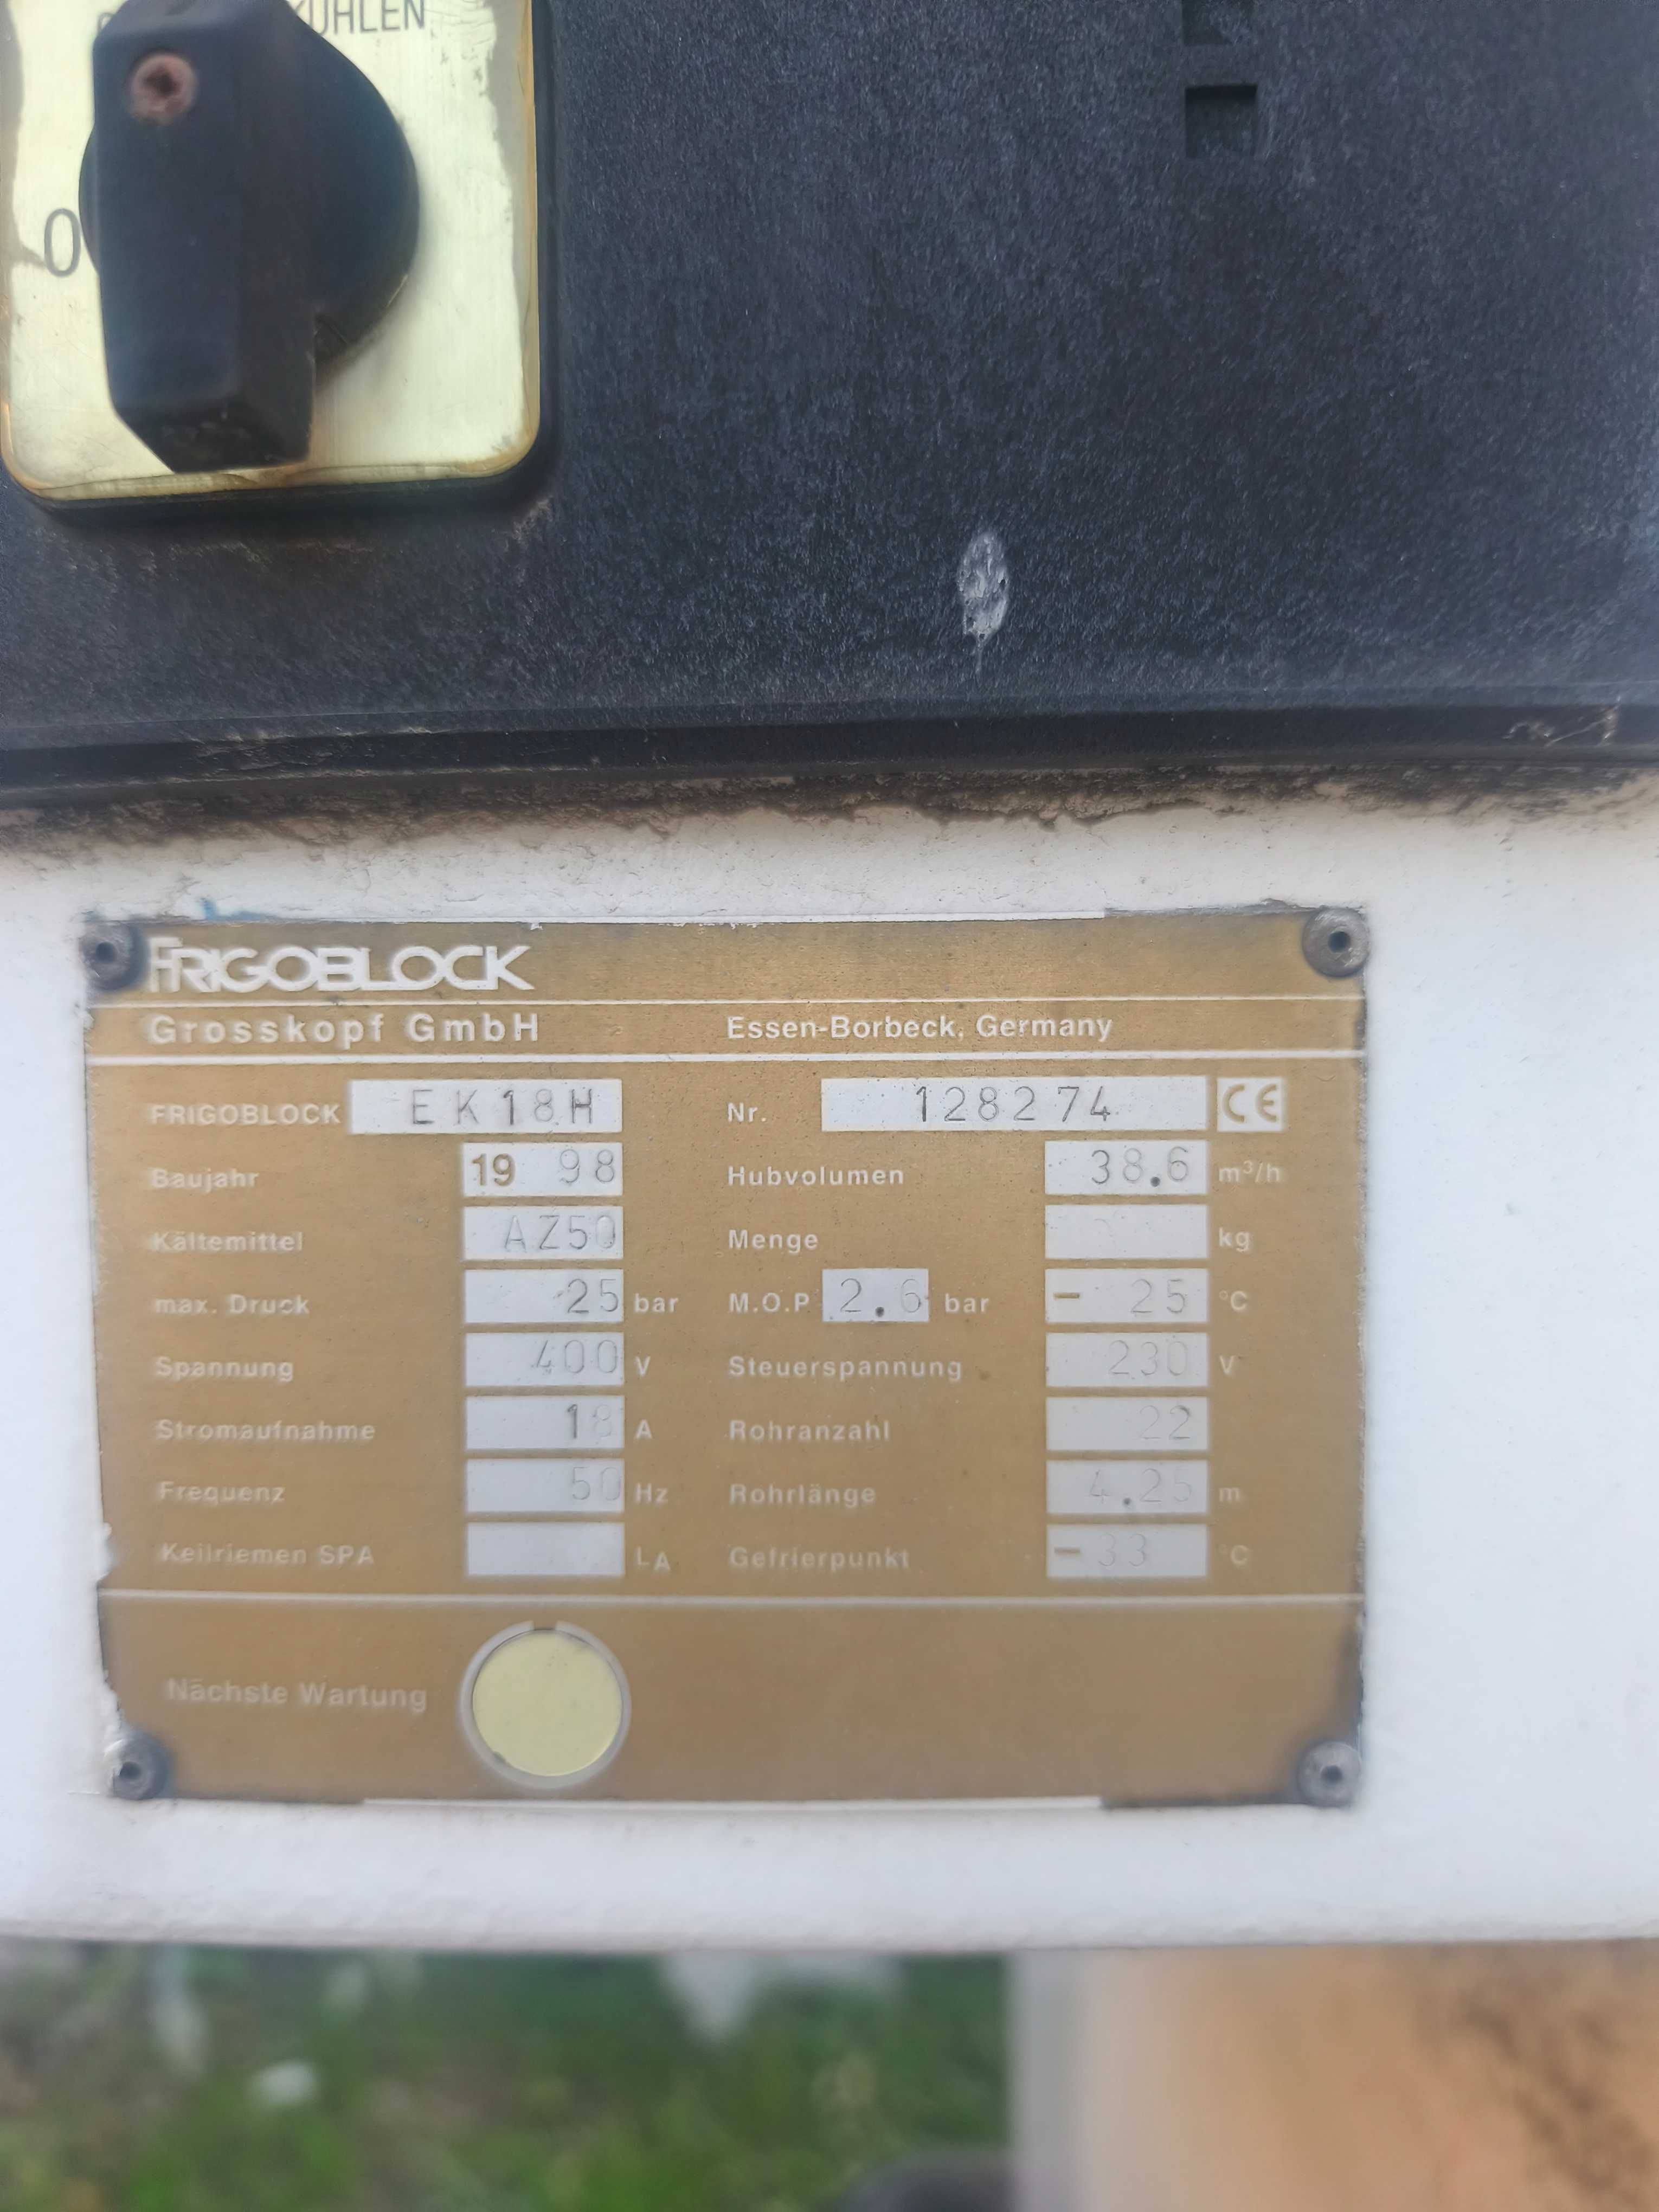 KÜHLEN
0
FRIGOBLOCK
Grosskopf GmbH Essen-Borbeck, Germany
FRIGOBLOCK EK18H Nr. 128274 CE
Baujahr 1998 Hubvolumen 38.6 m³/h
Kältemittel AZ50 Menge kg
max. Druck 25 bar M.O.P 2.6 bar - 25 °C
Spannung 400 V Steuerspannung 230 V
Stromaufnahme 18 A Rohranzahl 22
Frequenz 50 Hz Rohrlänge 4.25 m
Keilriemen SPA LA Gefrierpunkt -33 °C
Nächste Wartung